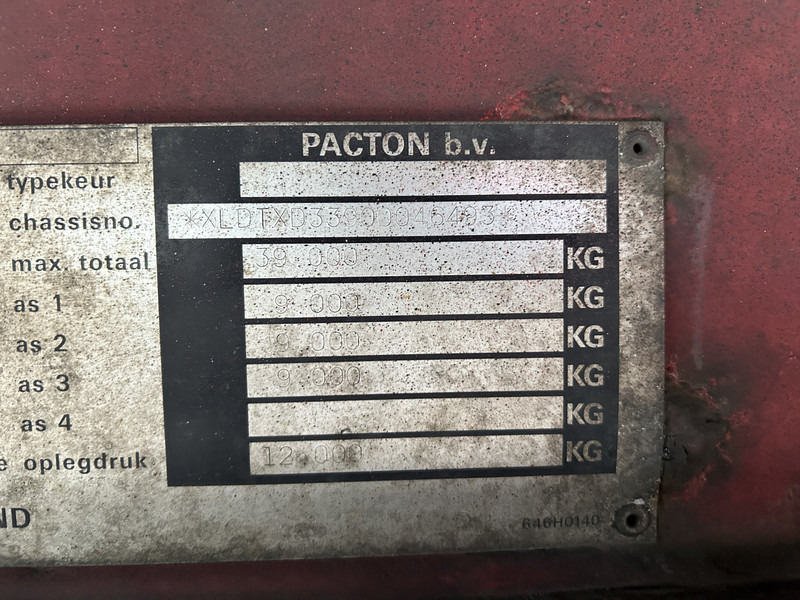 PACTON b.v.
typekeur
chassisno.
max. totaal 39 000 KG
as 1 9 000 KG
as 2 9 000 KG
as 3 9 000 KG
as 4 KG
oplegdruk 12 000 KG
646H0140